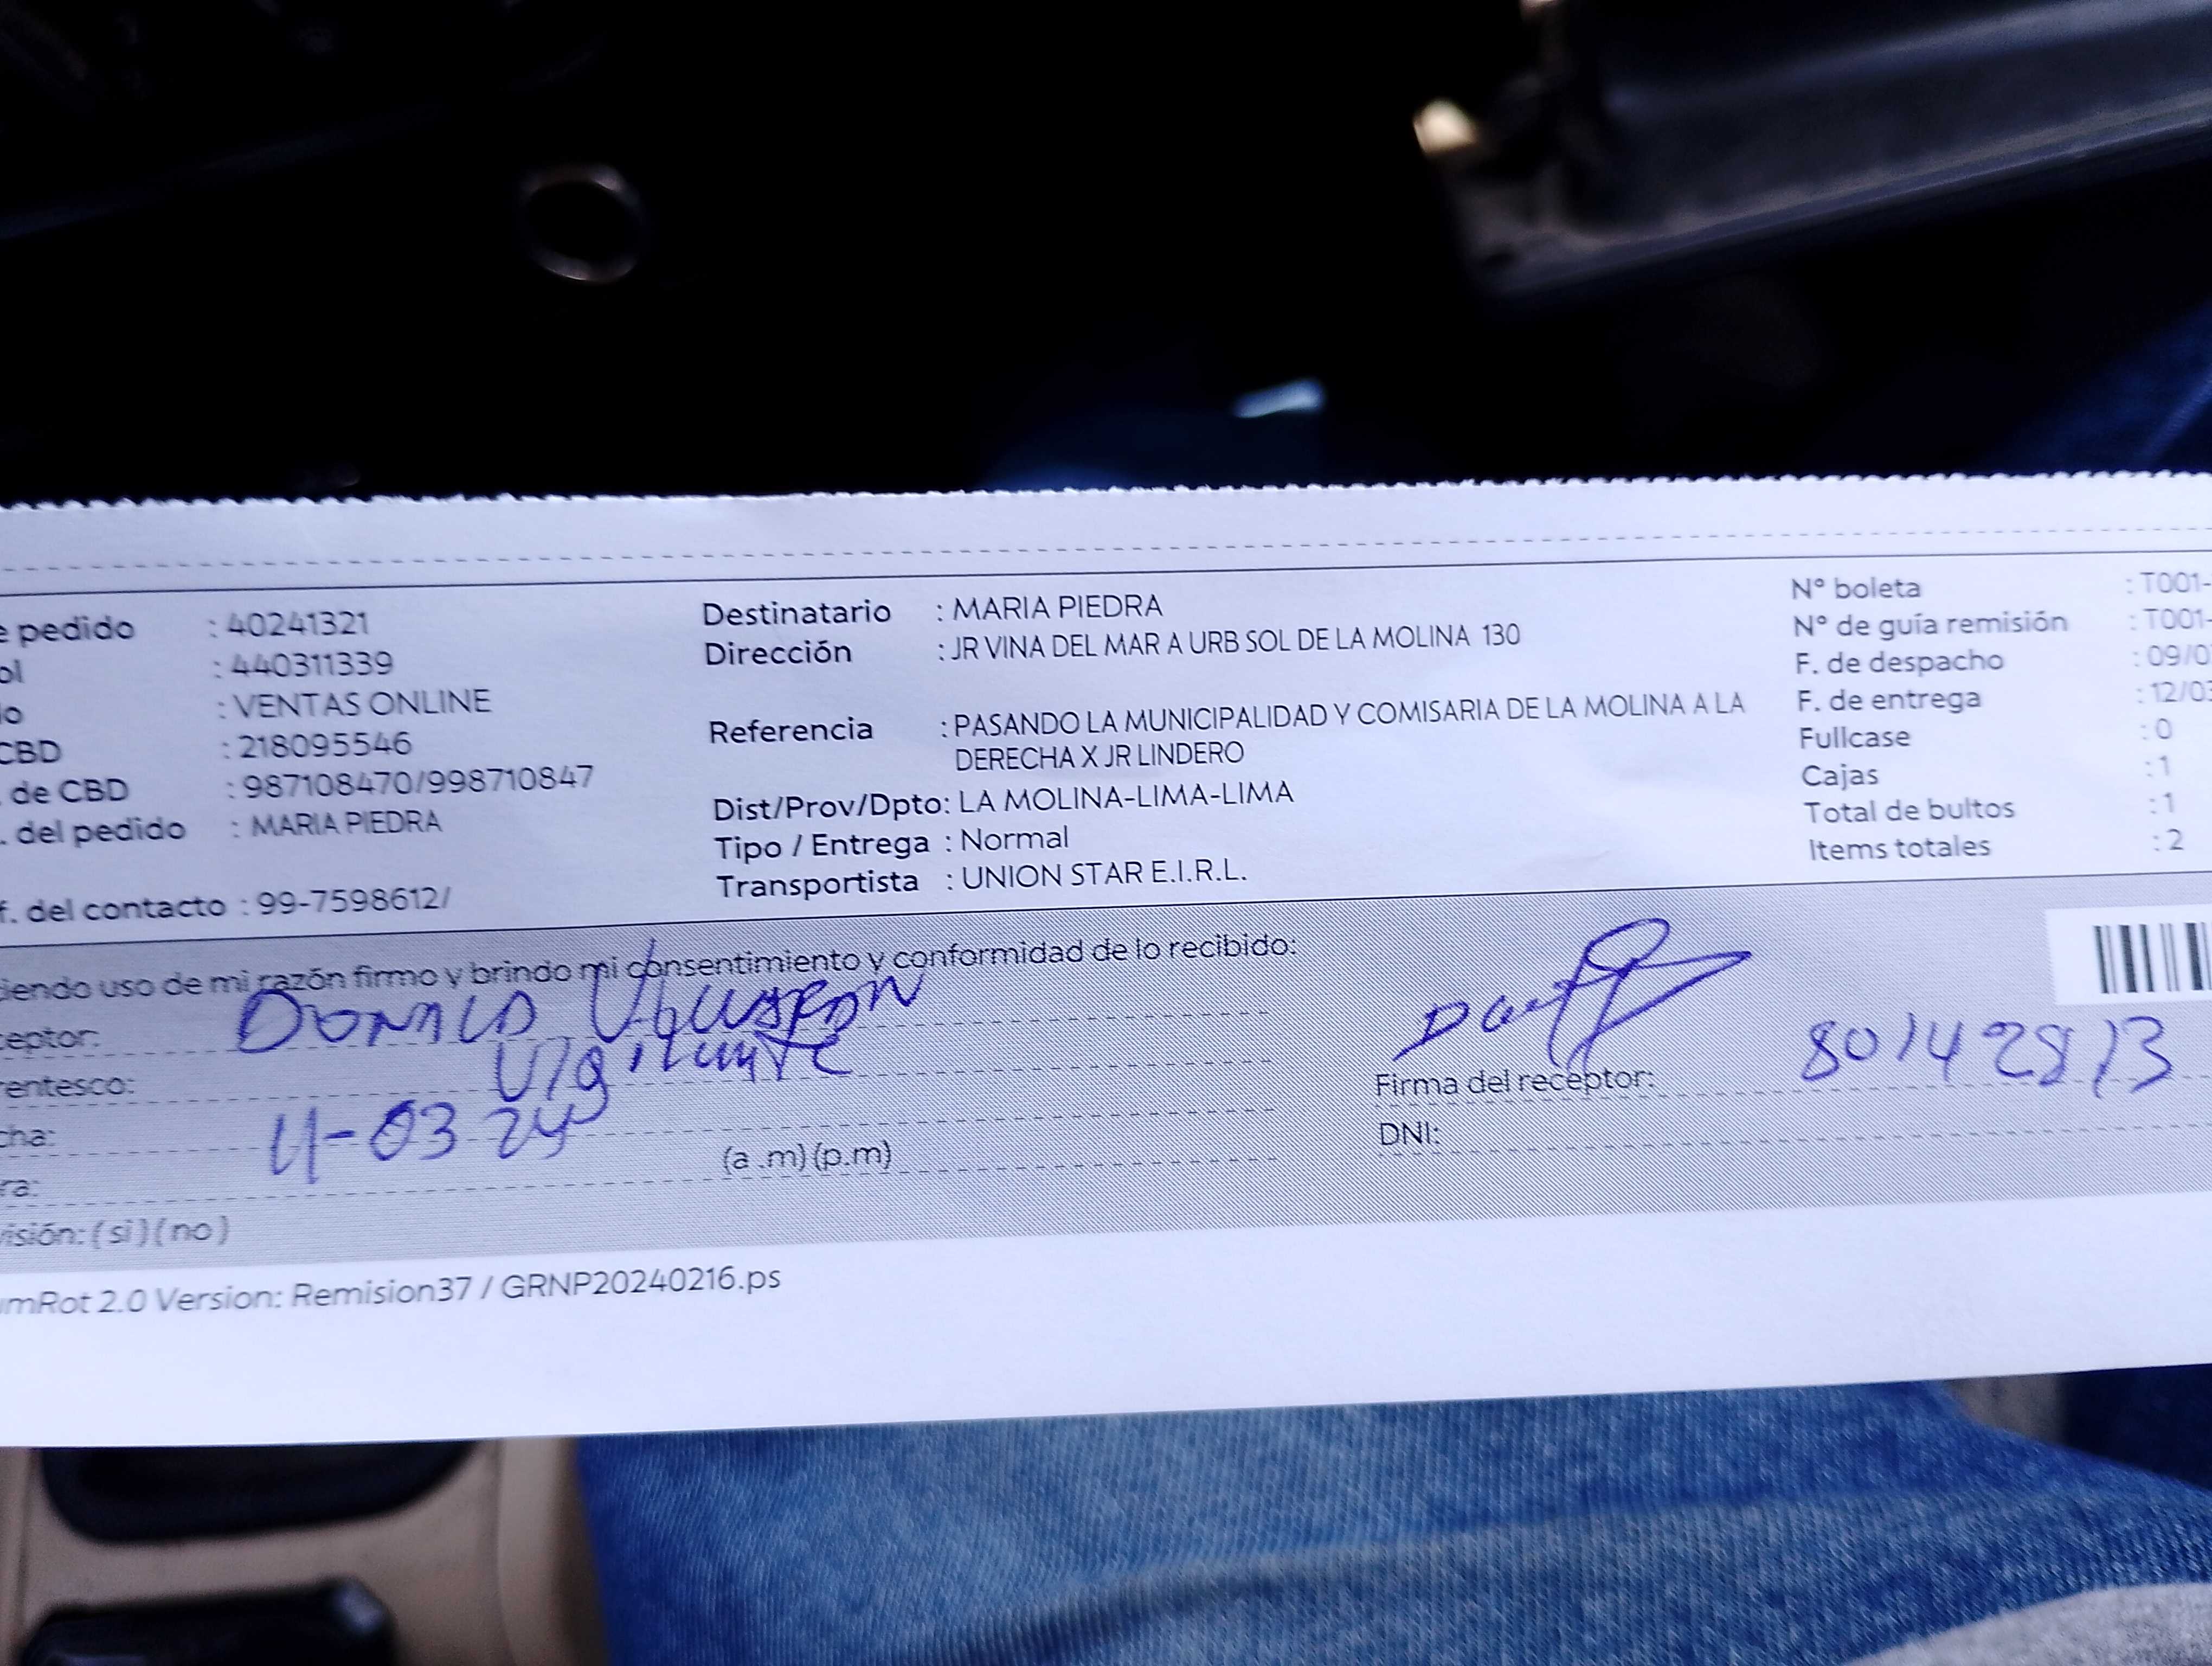 e pedido : 40241321
ol : 440311339
o : VENTAS ONLINE
CBD : 218095546
. de CBD : 987108470/998710847
. del pedido : MARIA PIEDRA
f. del contacto : 99-7598612/
Destinatario : MARIA PIEDRA
Dirección : JR VINA DEL MAR A URB SOL DE LA MOLINA 130
Referencia : PASANDO LA MUNICIPALIDAD Y COMISARIA DE LA MOLINA A LA
DERECHA X JR LINDERO
Dist/Prov/Dpto: LA MOLINA-LIMA-LIMA
Tipo / Entrega : Normal
Transportista : UNION STAR E.I.R.L.
N° boleta : T001-
N° de guía remisión : T001-
F. de despacho : 09/0
F. de entrega : 12/03
Fullcase : 0
Cajas : 1
Total de bultos : 1
Items totales : 2
iendo uso de mi razón firmo y brindo mi consentimiento y conformidad de lo recibido:
ceptor: DONALD
rentesco: Vigilante
cha: 11-03 24
ra: (a .m) (p.m)
visión: ( si ) ( no )
Firma del receptor:
DNI: 80142813
mRot 2.0 Version: Remision37 / GRNP20240216.ps